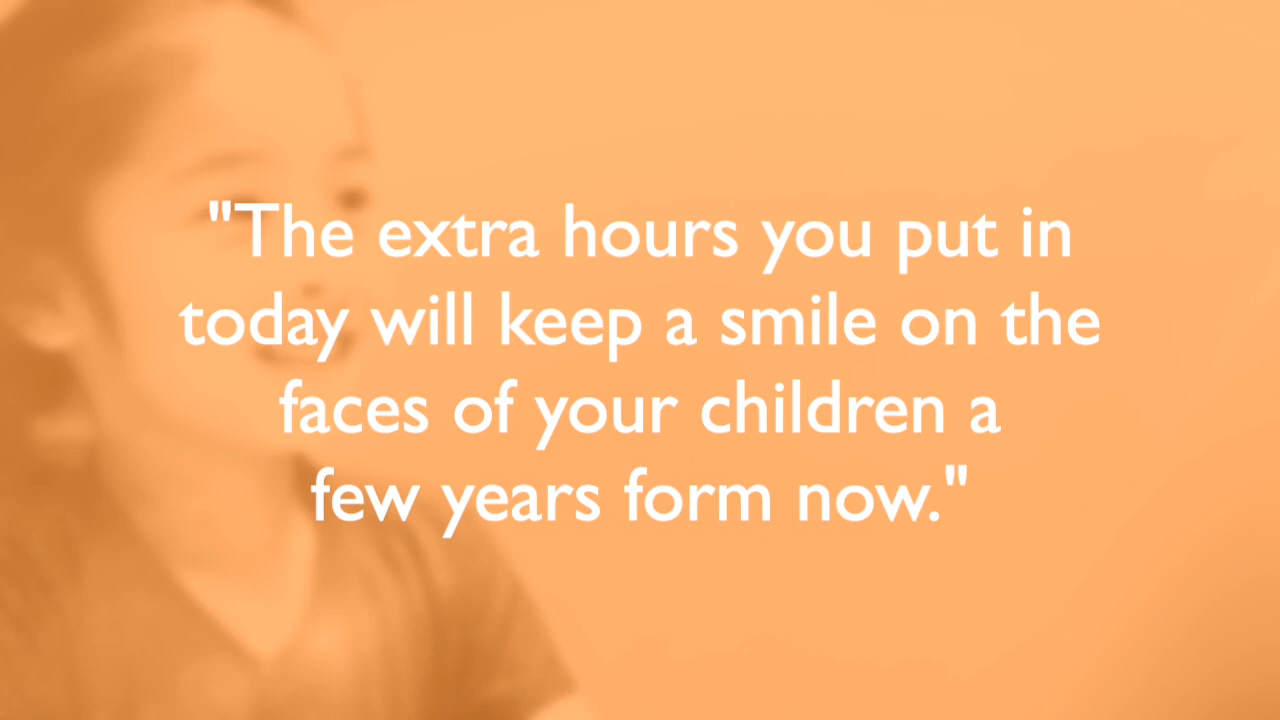 "The extra hours you put in
today will keep a smile on the
faces of your children a
few years form now."